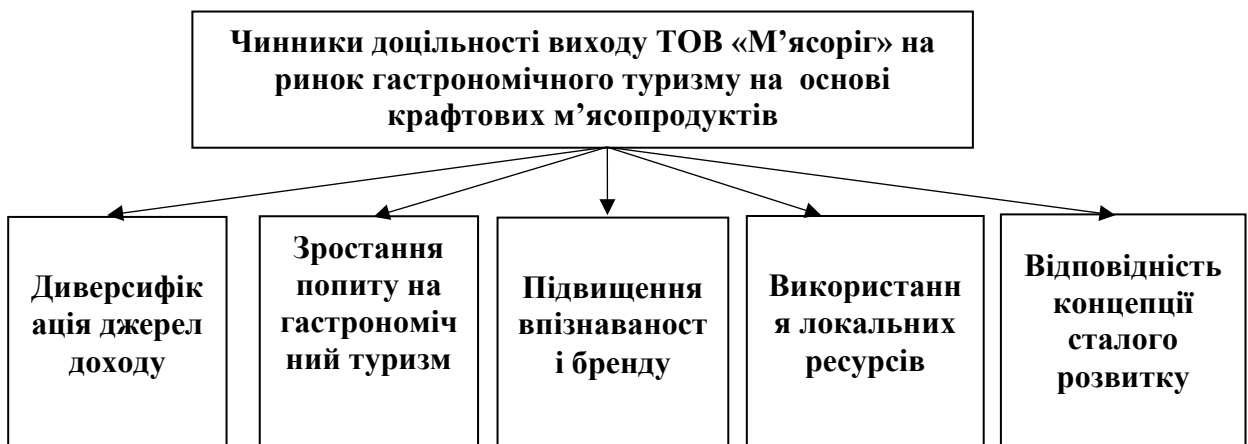 Чинники доцільності виходу ТОВ «М’ясоріг» на
ринок гастрономічного туризму на основі
крафтових м’ясопродуктів
Диверсифік
ація джерел
доходу
Зростання
попиту на
гастрономіч
ний туризм
Підвищення
впізнаваност
і бренду
Використанн
я локальних
ресурсів
Відповідність
концепції
сталого
розвитку